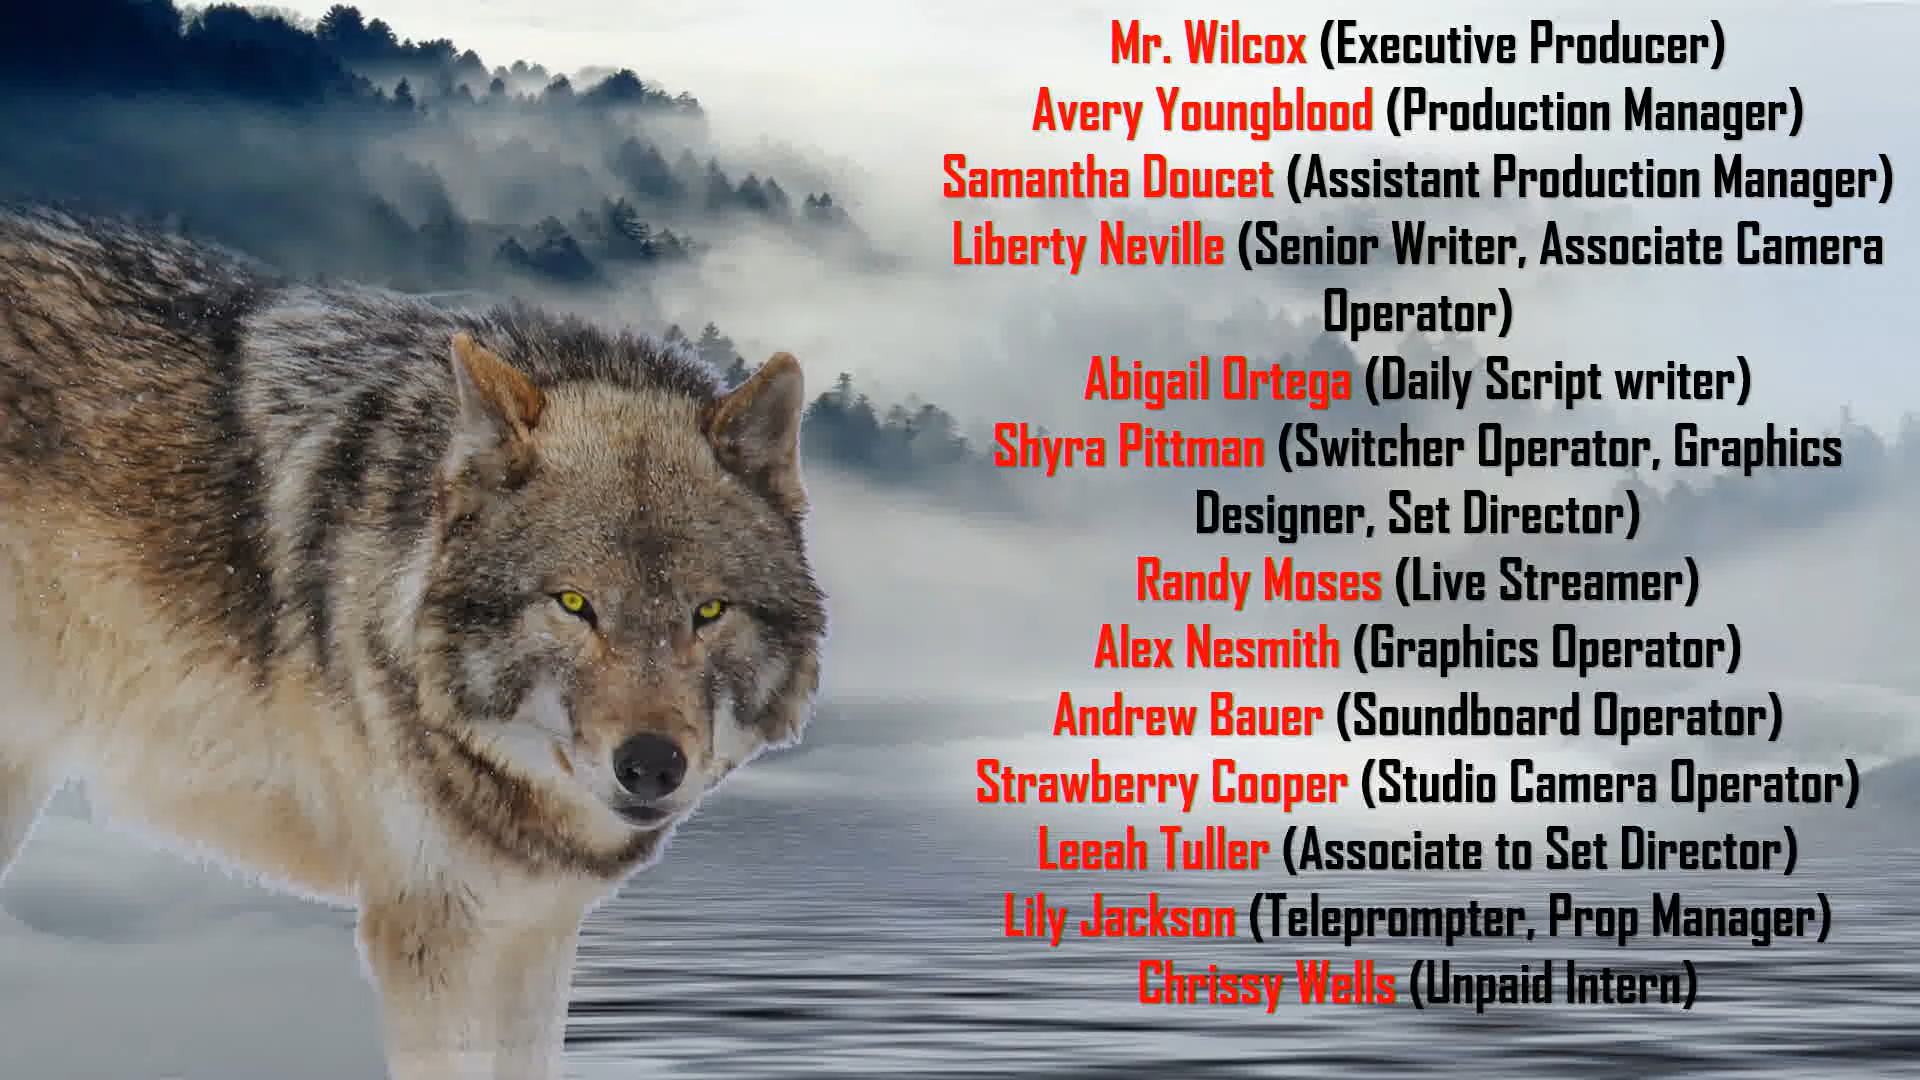 Mr. Wilcox (Executive Producer)
Avery Youngblood (Production Manager)
Samantha Doucet (Assistant Production Manager)
Liberty Neville (Senior Writer, Associate Camera
Operator)
Abigail Ortega (Daily Script writer)
Shyra Pittman (Switcher Operator, Graphics
Designer, Set Director)
Randy Moses (Live Streamer)
Alex Nesmith (Graphics Operator)
Andrew Bauer (Soundboard Operator)
Strawberry Cooper (Studio Camera Operator)
Leeah Tuller (Associate to Set Director)
Lily Jackson (Teleprompter, Prop Manager)
Chrissy Wells (Unpaid Intern)